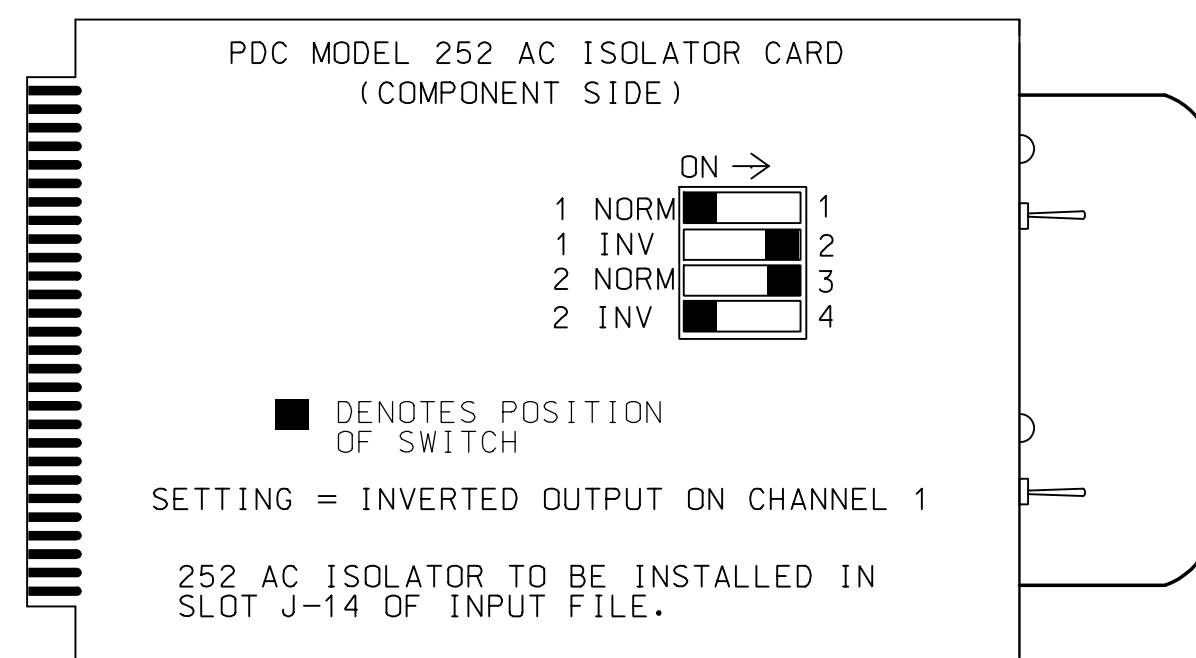 PDC MODEL 252 AC ISOLATOR CARD
(COMPONENT SIDE)
ON →
1 NORM 1
1 INV 2
2 NORM 3
2 INV 4
DENOTES POSITION
OF SWITCH
SETTING = INVERTED OUTPUT ON CHANNEL 1
252 AC ISOLATOR TO BE INSTALLED IN
SLOT J-14 OF INPUT FILE.